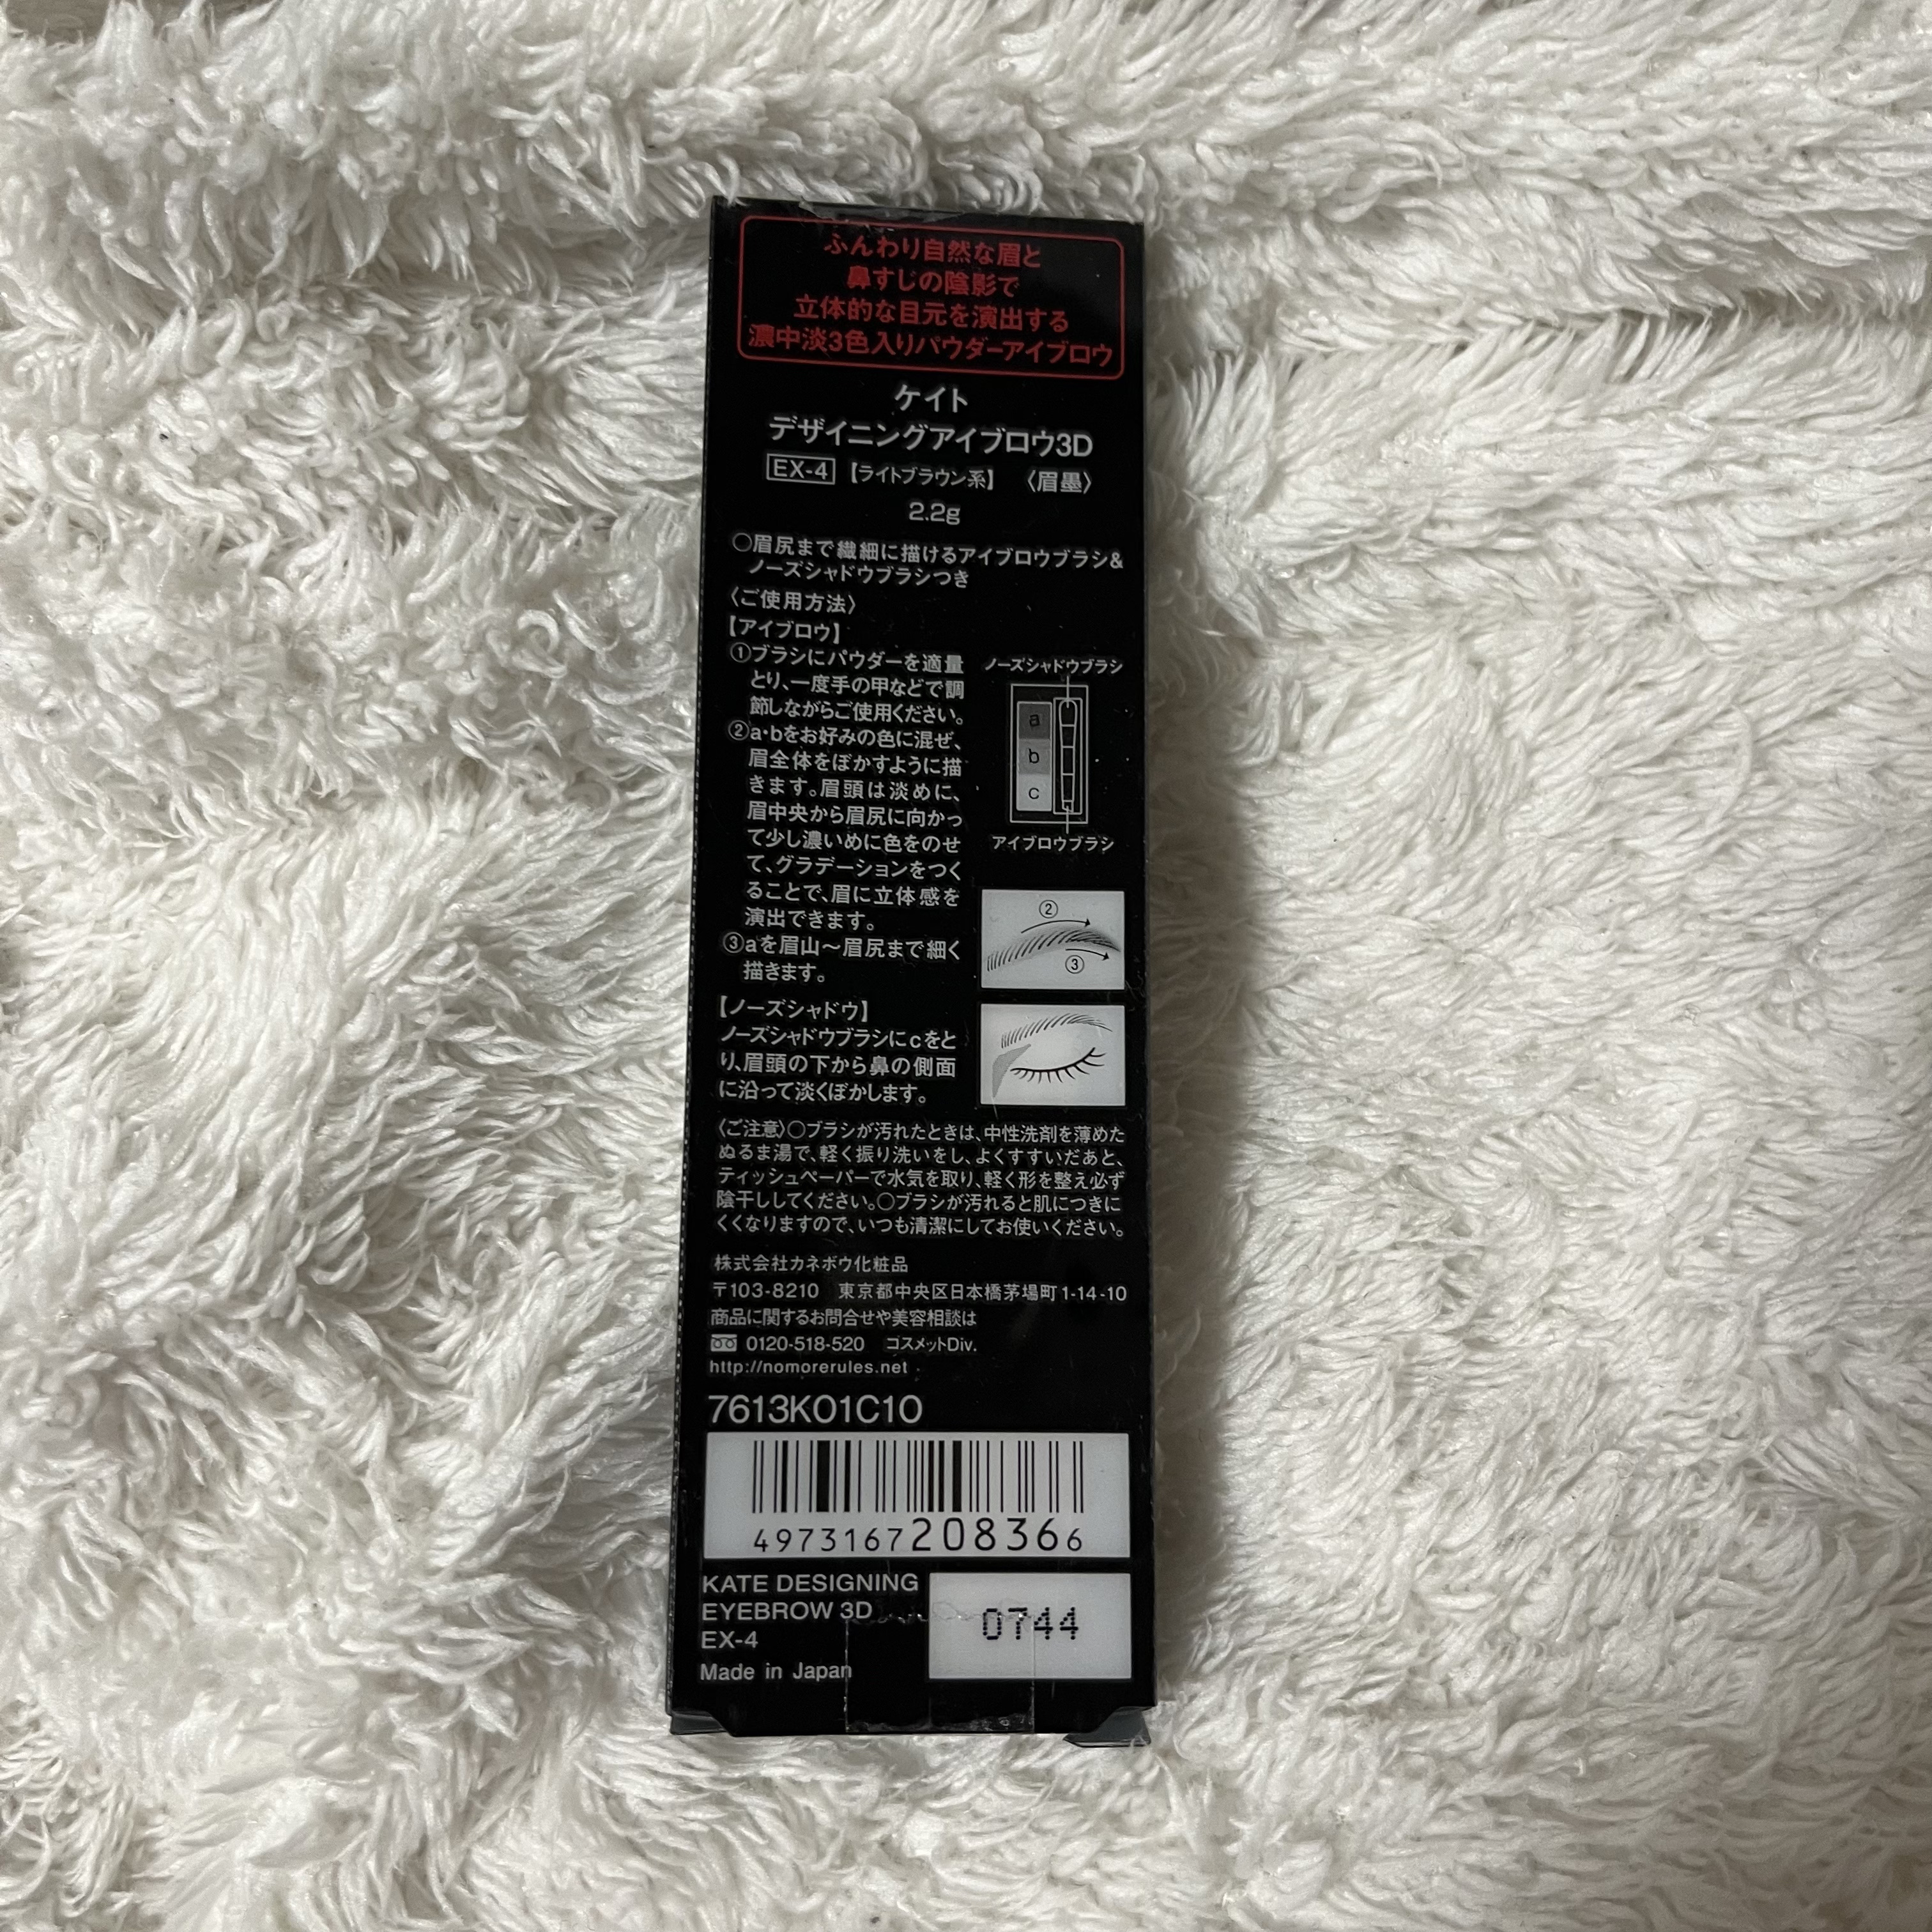 ふんわり自然な眉と
鼻すじの陰影で
立体的な目元を演出する
濃中淡3色入りパウダーアイブロウ
ケイト
デザイニングアイブロウ3D
EX-4 【ライトブラウン系】 〈眉墨〉
2.2g
○眉尻まで繊細に描けるアイブロウブラシ&
ノーズシャドウブラシつき
〈ご使用方法〉
【アイブロウ】
①ブラシにパウダーを適量
とり、一度手の甲などで調
節しながらご使用ください。
②a・bをお好みの色に混ぜ、
眉全体をぼかすように描
きます。眉頭は淡めに、
眉中央から眉尻に向かっ
て少し濃いめに色をのせ
て、グラデーションをつく
ることで、眉に立体感を
演出できます。
③aを眉山～眉尻まで細く
描きます。
ノーズシャドウブラシ
a
b
c
アイブロウブラシ
②
③
【ノーズシャドウ】
ノーズシャドウブラシにcをと
り、眉頭の下から鼻の側面
に沿って淡くぼかします。
〈ご注意〉○ブラシが汚れたときは、中性洗剤を薄めた
ぬるま湯で、軽く振り洗いをし、よくすすいだあと、
ティッシュペーパーで水気を取り、軽く形を整え必ず
陰干ししてください。○ブラシが汚れると肌につきに
くくなりますので、いつも清潔にしてお使いください。
株式会社カネボウ化粧品
〒103-8210 東京都中央区日本橋茅場町1-14-10
商品に関するお問合せや美容相談は
0120-518-520 コスメットDiv.
http://nomorerules.net
7613K01C10
4973167208366
KATE DESIGNING
EYEBROW 3D
EX-4
Made in Japan
0744